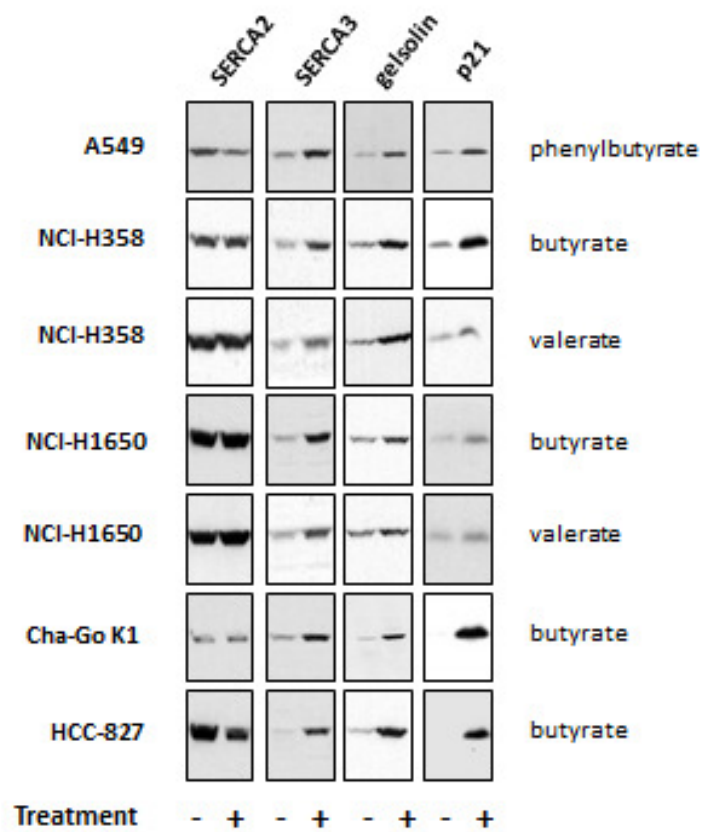 SERCA2 SERCA3 gelsolin p21
A549 phenylbutyrate
NCI-H358 butyrate
NCI-H358 valerate
NCI-H1650 butyrate
NCI-H1650 valerate
Cha-Go K1 butyrate
HCC-827 butyrate
Treatment - + - + - + - +